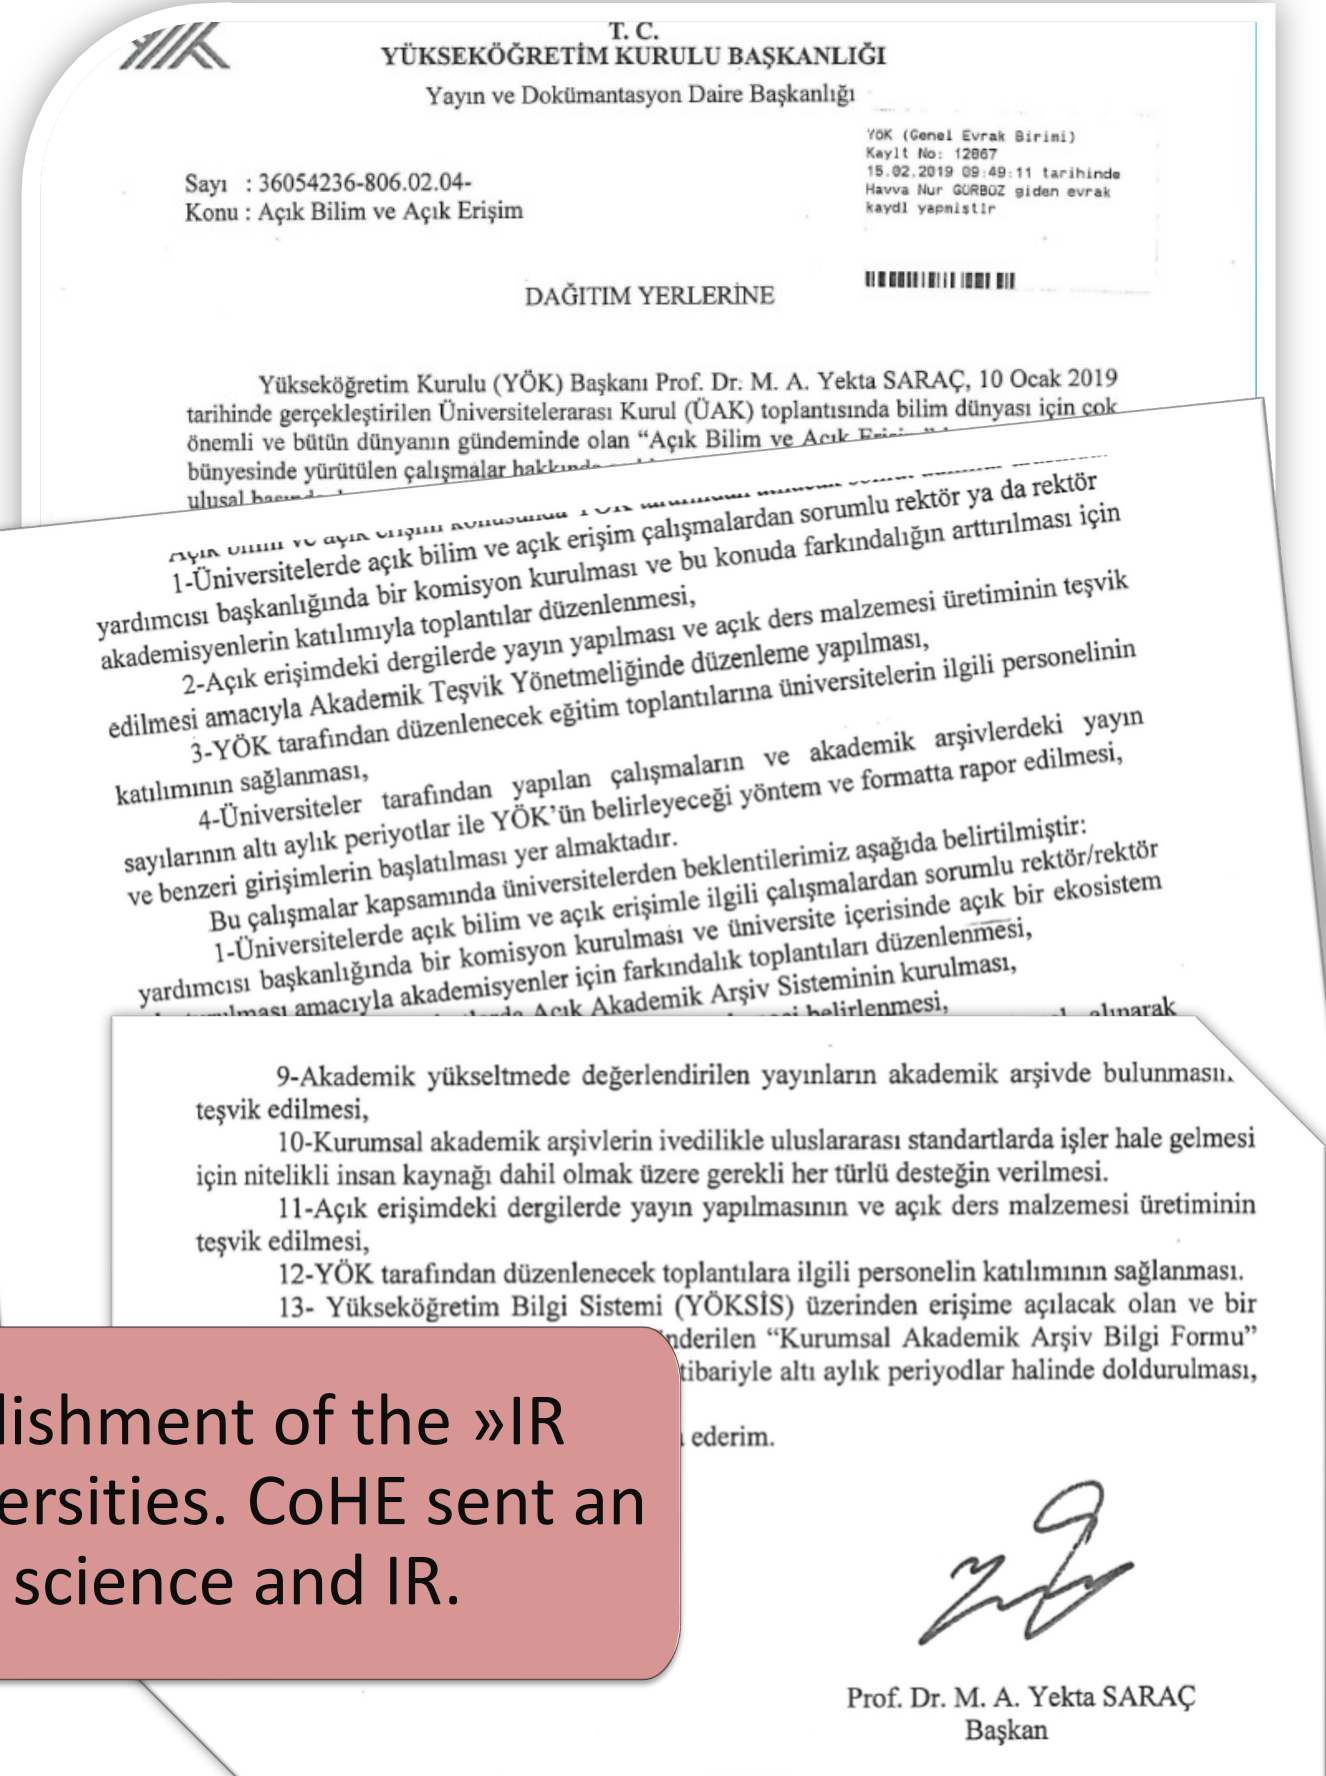 T. C.
YÜKSEKÖĞRETİM KURULU BAŞKANLIĞI
Yayın ve Dokümantasyon Daire Başkanlığı
YÖK (Genel Evrak Birimi)
Kayıt No: 12867
15.02.2019 09:49:11 tarihinde
Havva Nur GÜRBÜZ giden evrak
kaydı yapmıştır
Sayı : 36054236-806.02.04-
Konu : Açık Bilim ve Açık Erişim
DAĞITIM YERLERİNE
Yükseköğretim Kurulu (YÖK) Başkanı Prof. Dr. M. A. Yekta SARAÇ, 10 Ocak 2019
tarihinde gerçekleştirilen Üniversitelerarası Kurul (ÜAK) toplantısında bilim dünyası için çok
önemli ve bütün dünyanın gündeminde olan “Açık Bilim ve Açık
bünyesinde yürütülen çalışmalar hakkında
ulusal
Açık bilim ve açık erişim konusunda YÖK tarafından
1-Üniversitelerde açık bilim ve açık erişim çalışmalardan sorumlu rektör ya da rektör
yardımcısı başkanlığında bir komisyon kurulması ve bu konuda farkındalığın arttırılması için
akademisyenlerin katılımıyla toplantılar düzenlenmesi,
2-Açık erişimdeki dergilerde yayın yapılması ve açık ders malzemesi üretiminin teşvik
edilmesi amacıyla Akademik Teşvik Yönetmeliğinde düzenleme yapılması,
3-YÖK tarafından düzenlenecek eğitim toplantılarına üniversitelerin ilgili personelinin
katılımının sağlanması,
4-Üniversiteler tarafından yapılan çalışmaların ve akademik arşivlerdeki yayın
sayılarının altı aylık periyotlar ile YÖK’ün belirleyeceği yöntem ve formatta rapor edilmesi,
ve benzeri girişimlerin başlatılması yer almaktadır.
Bu çalışmalar kapsamında üniversitelerden beklentilerimiz aşağıda belirtilmiştir:
1-Üniversitelerde açık bilim ve açık erişimle ilgili çalışmalardan sorumlu rektör/rektör
yardımcısı başkanlığında bir komisyon kurulması ve üniversite içerisinde açık bir ekosistem
amacıyla akademisyenler için farkındalık toplantıları düzenlenmesi,
Açık Akademik Arşiv Sisteminin kurulması,
belirlenmesi,
alınarak
9-Akademik yükseltmede değerlendirilen yayınların akademik arşivde
teşvik edilmesi,
10-Kurumsal akademik arşivlerin ivedilikle uluslararası standartlarda işler hale gelmesi
için nitelikli insan kaynağı dahil olmak üzere gerekli her türlü desteğin verilmesi.
11-Açık erişimdeki dergilerde yayın yapılmasının ve açık ders malzemesi üretiminin
teşvik edilmesi,
12-YÖK tarafından düzenlenecek toplantılara ilgili personelin katılımının sağlanması.
13- Yükseköğretim Bilgi Sistemi (YÖKSİS) üzerinden erişime açılacak olan ve bir
nderilen “Kurumsal Akademik Arşiv Bilgi Formu”
tibariyle altı aylık periyodlar halinde doldurulması,
ederim.
lishment of the »IR
ersities. CoHE sent an
science and IR.
Prof. Dr. M. A. Yekta SARAÇ
Başkan